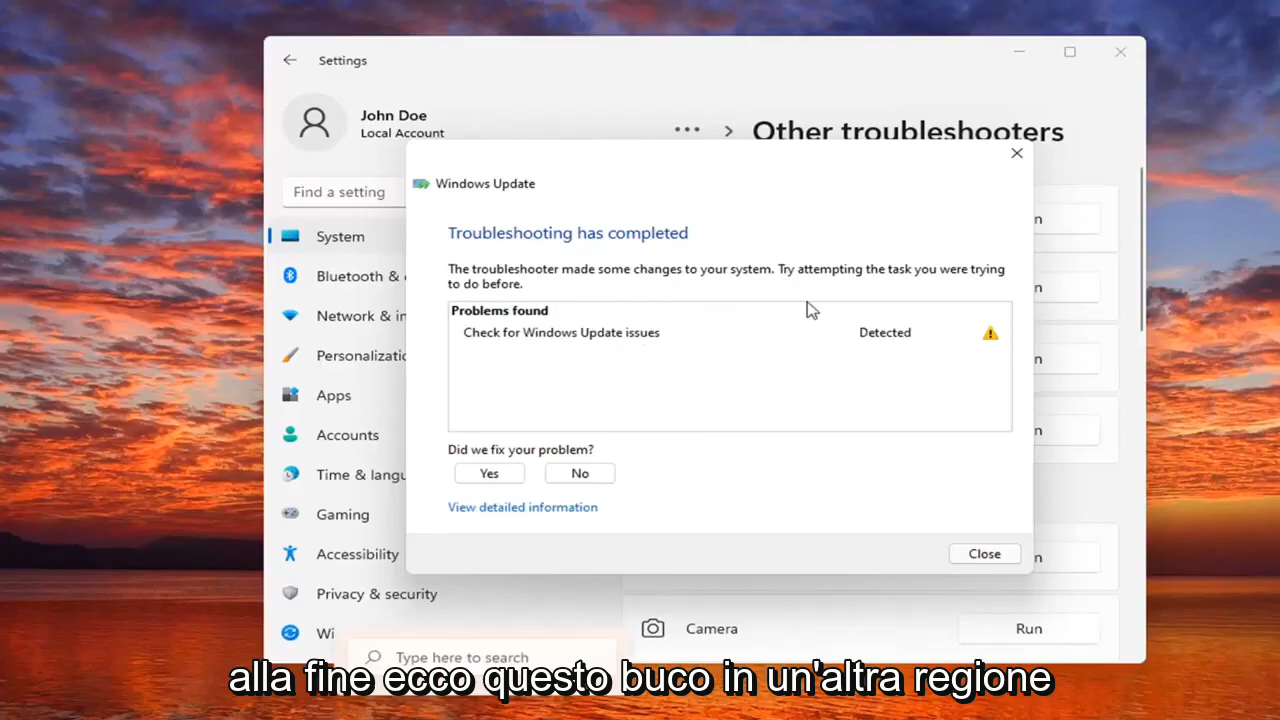 Settings
John Doe
Local Account
Other troubleshooters
Find a setting
System
Bluetooth &
Network & in
Personalizatio
Apps
Accounts
Time & langu
Gaming
Accessibility
Privacy & security
Wi
Windows Update
Troubleshooting has completed
The troubleshooter made some changes to your system. Try attempting the task you were trying
to do before.
Problems found
Check for Windows Update issues Detected
Did we fix your problem?
Yes No
View detailed information
Close
Camera Run
Type here to search
alla fine ecco questo buco in un'altra regione